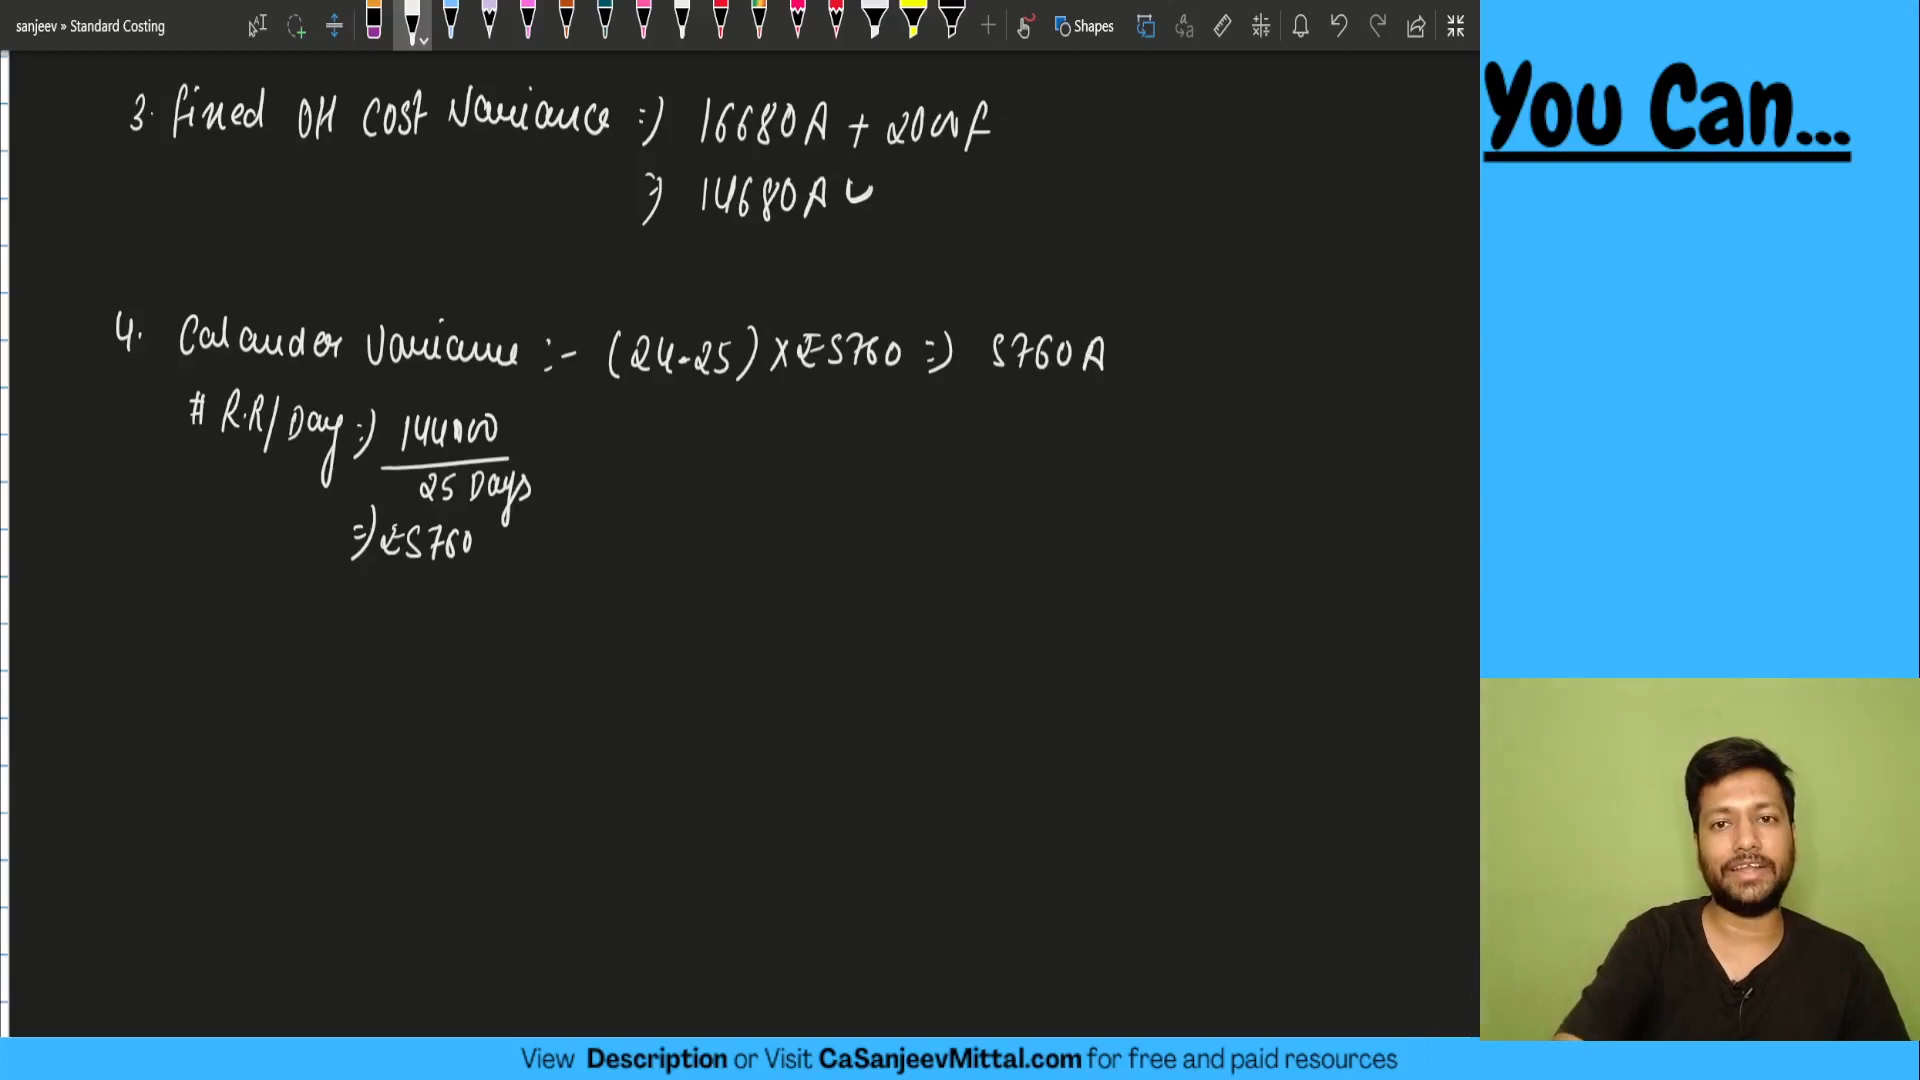 sanjeev » Standard Costing
Shapes
You Can...
3. Fixed OH Cost Variance => 16680A + 2000F
=> 14680A
4. Calander Variance :- (24-25) x ₹5760 => 5760A
# R.R/Day => 144000
25 Days
=> ₹5760
View Description or Visit CaSanjeevMittal.com for free and paid resources